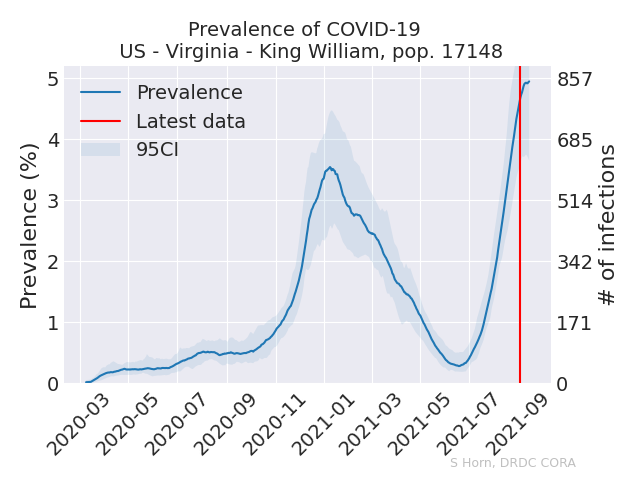 Prevalence of COVID-19
US - Virginia - King William, pop. 17148
Prevalence
Latest data
95CI
Prevalence (%)
5
4
3
2
1
0
857
685
514
342
171
0
# of infections
2020-03
2020-05
2020-07
2020-09
2020-11
2021-01
2021-03
2021-05
2021-07
2021-09
S Horn, DRDC CORA